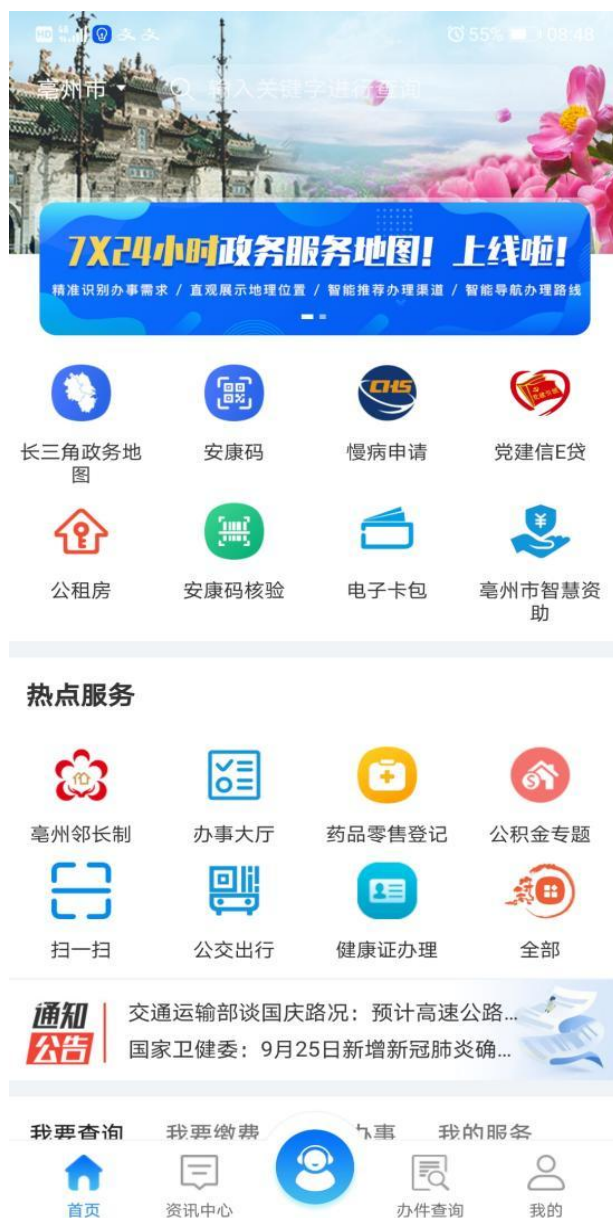 HD 55% 08:48
亳州市 输入关键字进行查询
7X24小时政务服务地图！上线啦！
精准识别办事需求 / 直观展示地理位置 / 智能推荐办理渠道 / 智能导航办理路线
CHS
长三角政务地 安康码 慢病申请 党建信E贷
图
公租房 安康码核验 电子卡包 亳州市智慧资
助
热点服务
亳州邻长制 办事大厅 药品零售登记 公积金专题
扫一扫 公交出行 健康证办理 全部
通知 交通运输部谈国庆路况：预计高速公路...
公告 国家卫健委：9月25日新增新冠肺炎确...
我要查询 我要缴费 办事 我的服务
首页 资讯中心 办件查询 我的